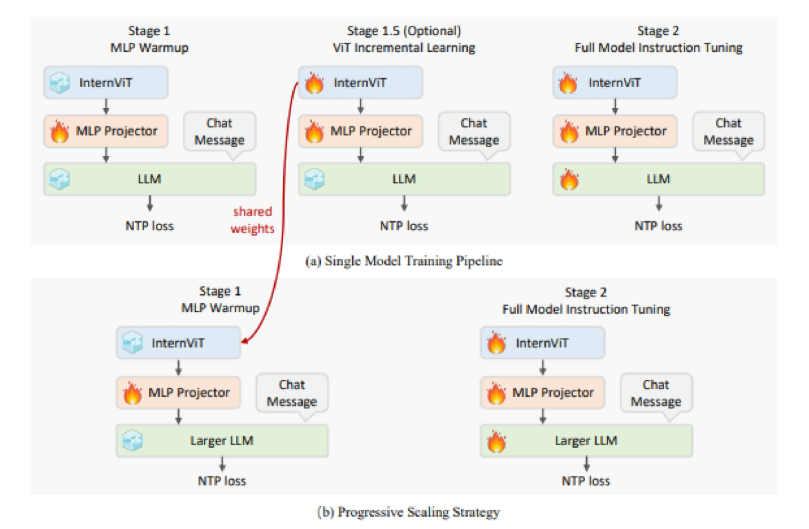 Stage 1
MLP Warmup
InternViT
MLP Projector
Chat
Message
LLM
NTP loss
Stage 1.5 (Optional)
ViT Incremental Learning
InternViT
MLP Projector
Chat
Message
LLM
NTP loss
Stage 2
Full Model Instruction Tuning
InternViT
MLP Projector
Chat
Message
LLM
NTP loss
shared
weights
(a) Single Model Training Pipeline
Stage 1
MLP Warmup
InternViT
MLP Projector
Chat
Message
Larger LLM
NTP loss
Stage 2
Full Model Instruction Tuning
InternViT
MLP Projector
Chat
Message
Larger LLM
NTP loss
(b) Progressive Scaling Strategy